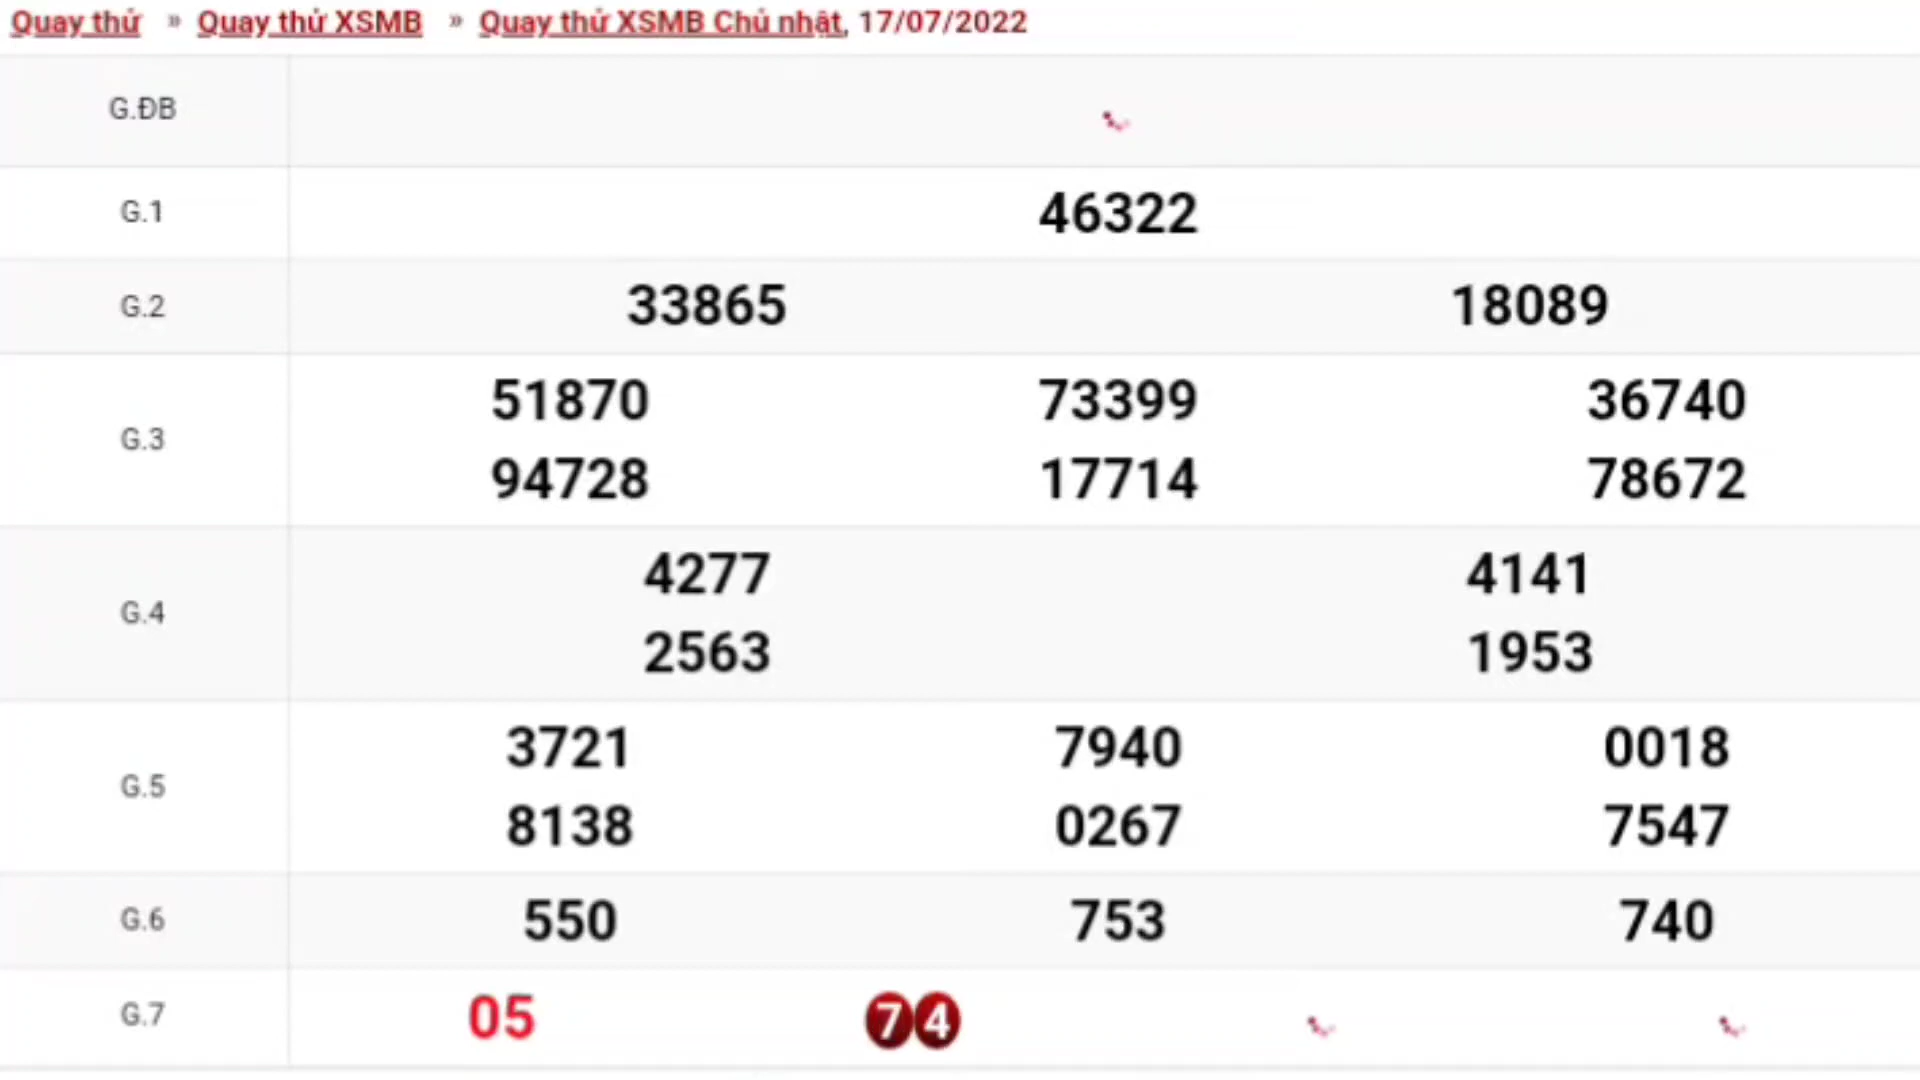 Quay thử » Quay thử XSMB » Quay thử XSMB Chủ nhật, 17/07/2022
G.ĐB
G.1 46322
G.2 33865 18089
G.3 51870 73399 36740
94728 17714 78672
G.4 4277 4141
2563 1953
G.5 3721 7940 0018
8138 0267 7547
G.6 550 753 740
G.7 05 74